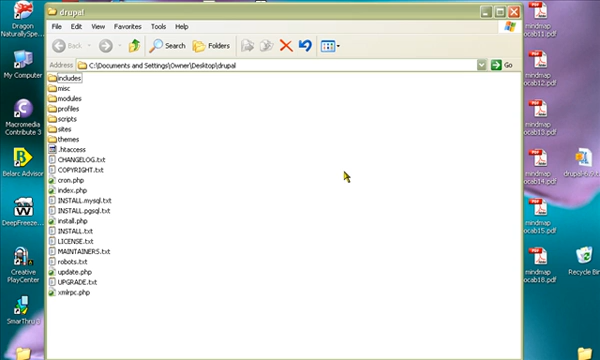 drupal
File Edit View Favorites Tools Help
Back Search Folders
Address C:\Documents and Settings\Owner\Desktop\drupal Go
includes
misc
modules
profiles
scripts
sites
themes
.htaccess
CHANGELOG.txt
COPYRIGHT.txt
cron.php
index.php
INSTALL.mysql.txt
INSTALL.pgsql.txt
install.php
INSTALL.txt
LICENSE.txt
MAINTAINERS.txt
robots.txt
update.php
UPGRADE.txt
xmlrpc.php
Dragon
NaturallySpe...
My Computer
Macromedia
Contribute 3
Belarc Advisor
DeepFreeze...
Creative
PlayCenter
mindmap
ocab11.pdf
mindmap
ocab12.pdf
mindmap
ocab13.pdf
mindmap
ocab14.pdf
mindmap
ocab15.pdf
mindmap
ocab18.pdf
Recycle Bin